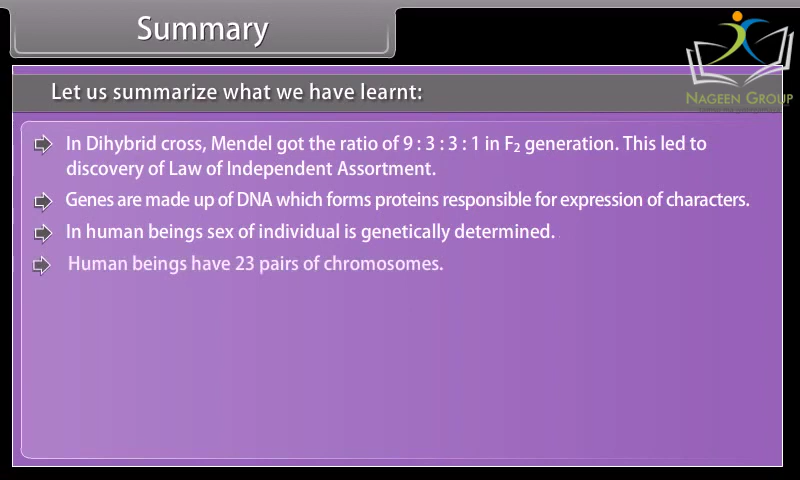 Summary
NAGEEN GROUP
Let us summarize what we have learnt:
In Dihybrid cross, Mendel got the ratio of 9 : 3 : 3 : 1 in F₂ generation. This led to
discovery of Law of Independent Assortment.
Genes are made up of DNA which forms proteins responsible for expression of characters.
In human beings sex of individual is genetically determined.
Human beings have 23 pairs of chromosomes.